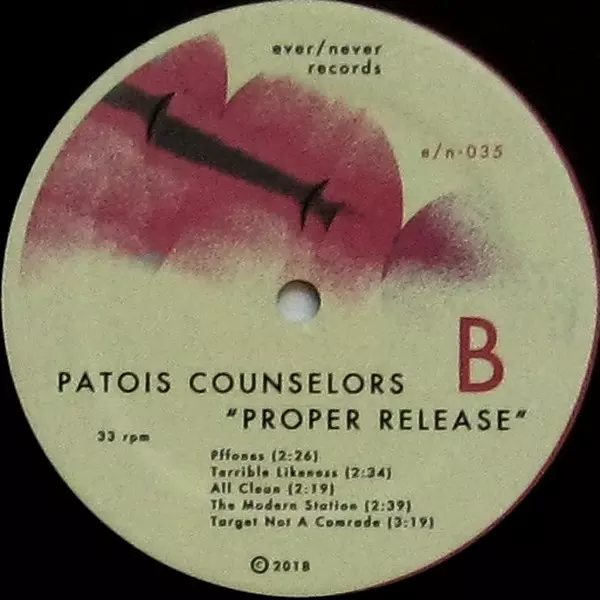 ever/never
records
e/n-035
B
PATOIS COUNSELORS
"PROPER RELEASE"
33 rpm
Pffones (2:26)
Terrible Likeness (2:34)
All Clean (2:19)
The Modern Station (2:39)
Target Not A Comrade (3:19)
© 2018